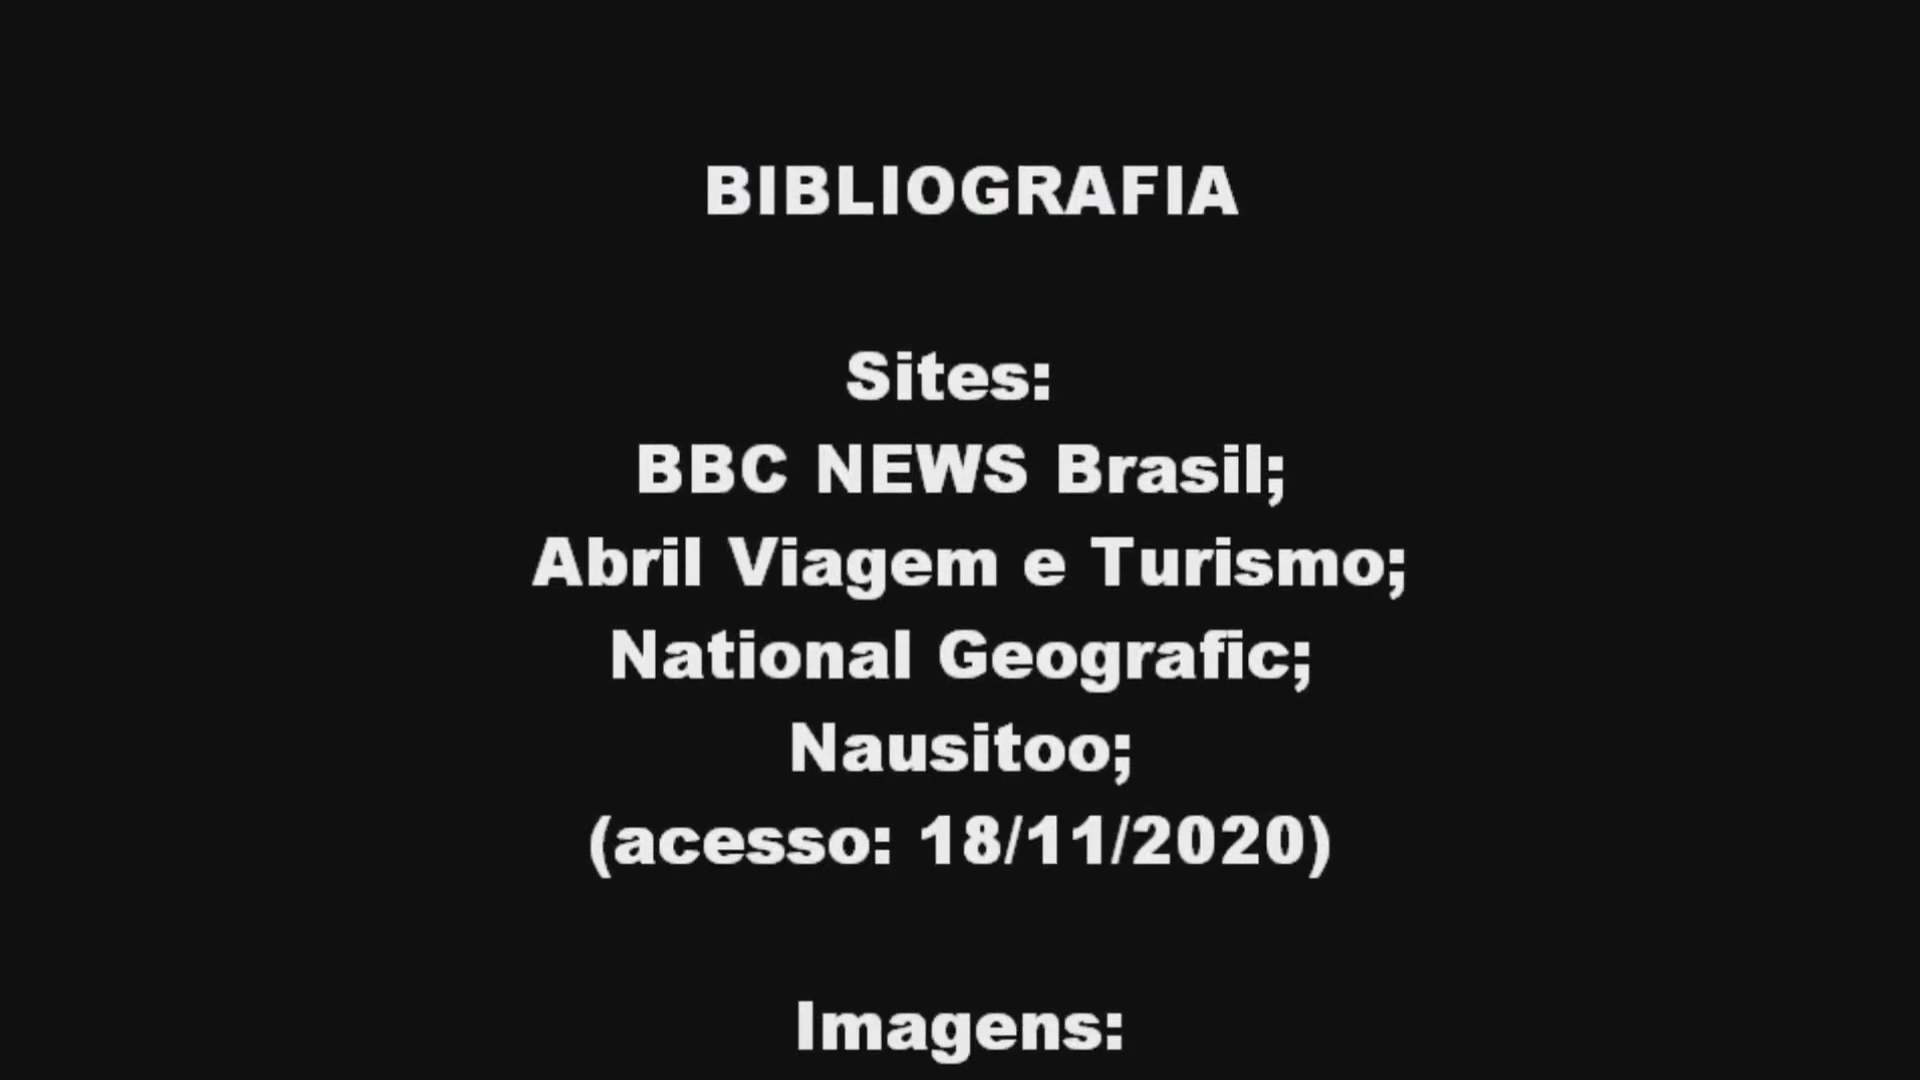 BIBLIOGRAFIA
Sites:
BBC NEWS Brasil;
Abril Viagem e Turismo;
National Geografic;
Nausitoo;
(acesso: 18/11/2020)
Imagens: